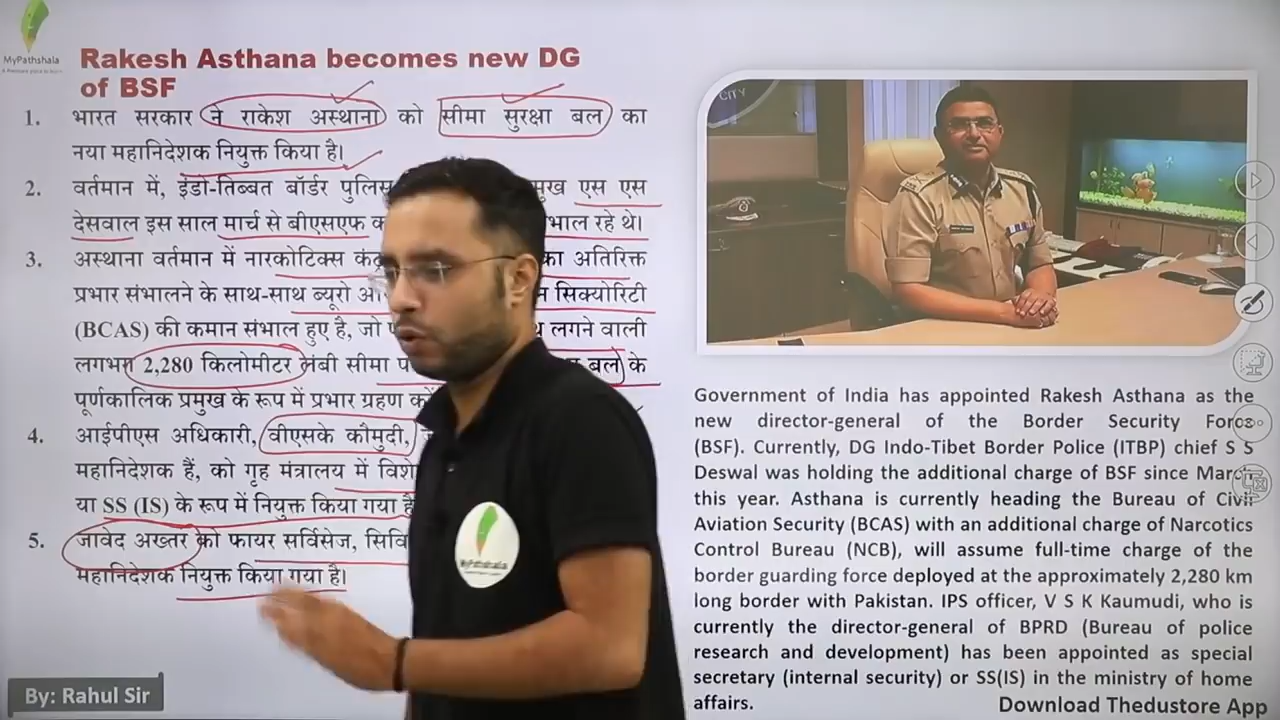 MyPathshala
Rakesh Asthana becomes new DG
of BSF
1. भारत सरकार ने राकेश अस्थाना को सीमा सुरक्षा बल का
नया महानिदेशक नियुक्त किया है।
2. वर्तमान में, इंडो-तिब्बत बॉर्डर पुलिस एस एस
देसवाल इस साल मार्च से बीएसएफ रहे थे।
3. अस्थाना वर्तमान में नारकोटिक्स अतिरिक्त
प्रभार संभालने के साथ-साथ ब्यूरो सिक्योरिटी
(BCAS) की कमान संभाल हुए है, जो लगने वाली
लगभग 2,280 किलोमीटर लंबी सीमा बल के
पूर्णकालिक प्रमुख के रूप में प्रभार ग्रहण
4. आईपीएस अधिकारी, वीएसके कौमुदी,
महानिदेशक हैं, को गृह मंत्रालय में
या SS (IS) के रूप में नियुक्त किया गया
5. जावेद अख्तर को फायर सर्विसेज,
महानिदेशक नियुक्त किया गया है।
CITY
Government of India has appointed Rakesh Asthana as the
new director-general of the Border Security Force
(BSF). Currently, DG Indo-Tibet Border Police (ITBP) chief S S
Deswal was holding the additional charge of BSF since March
this year. Asthana is currently heading the Bureau of Civil
Aviation Security (BCAS) with an additional charge of Narcotics
Control Bureau (NCB), will assume full-time charge of the
border guarding force deployed at the approximately 2,280 km
long border with Pakistan. IPS officer, V S K Kaumudi, who is
currently the director-general of BPRD (Bureau of police
research and development) has been appointed as special
secretary (internal security) or SS(IS) in the ministry of home
affairs.
MyPathshala
By: Rahul Sir
Download Thedustore App